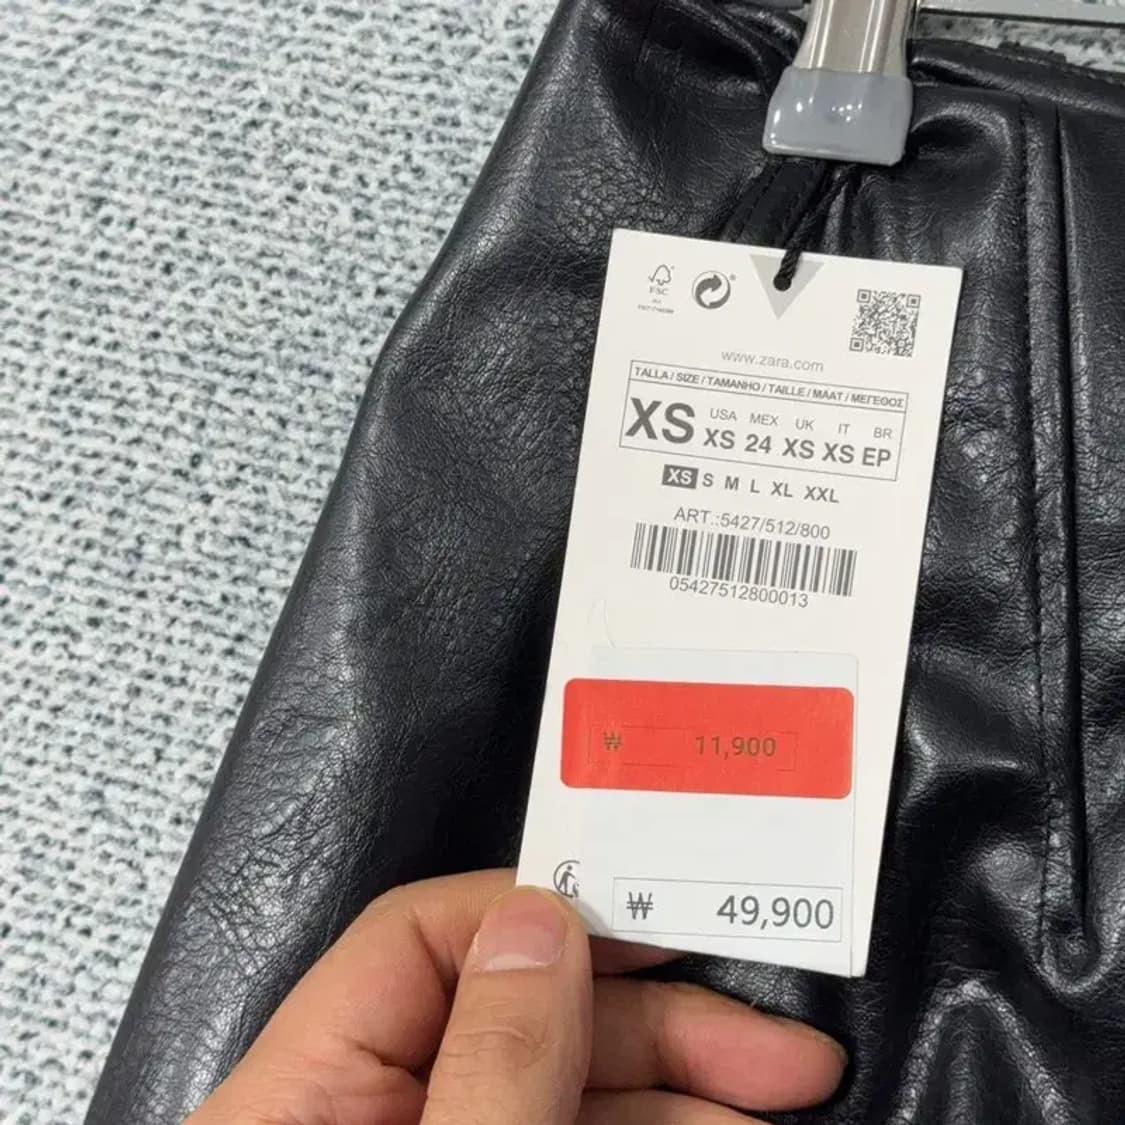 FSC
www.zara.com
TALLA / SIZE / TAMANHO / TAILLE / MAAT / ΜΕΓΕΘΟΣ
XS
USA MEX UK IT BR
XS 24 XS XS EP
XS S M L XL XXL
ART.:5427/512/800
05427512800013
₩ 11,900
₩ 49,900